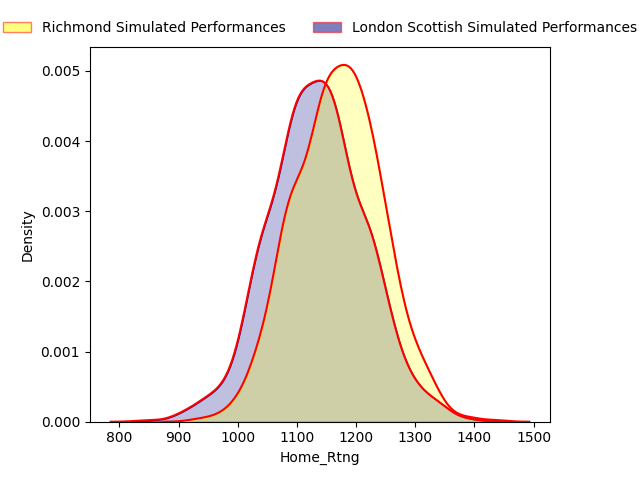 Richmond Simulated Performances
London Scottish Simulated Performances
0.005
0.004
0.003
0.002
0.001
0.000
Density
800 900 1000 1100 1200 1300 1400 1500
Home_Rtng